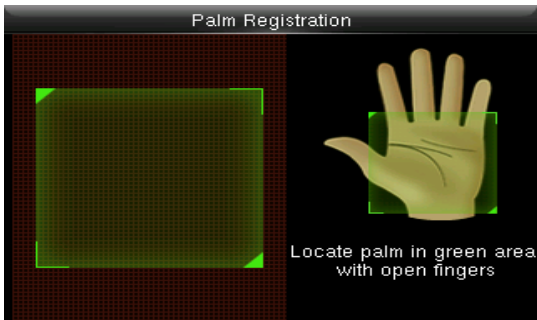 Palm Registration
Locate palm in green area
with open fingers